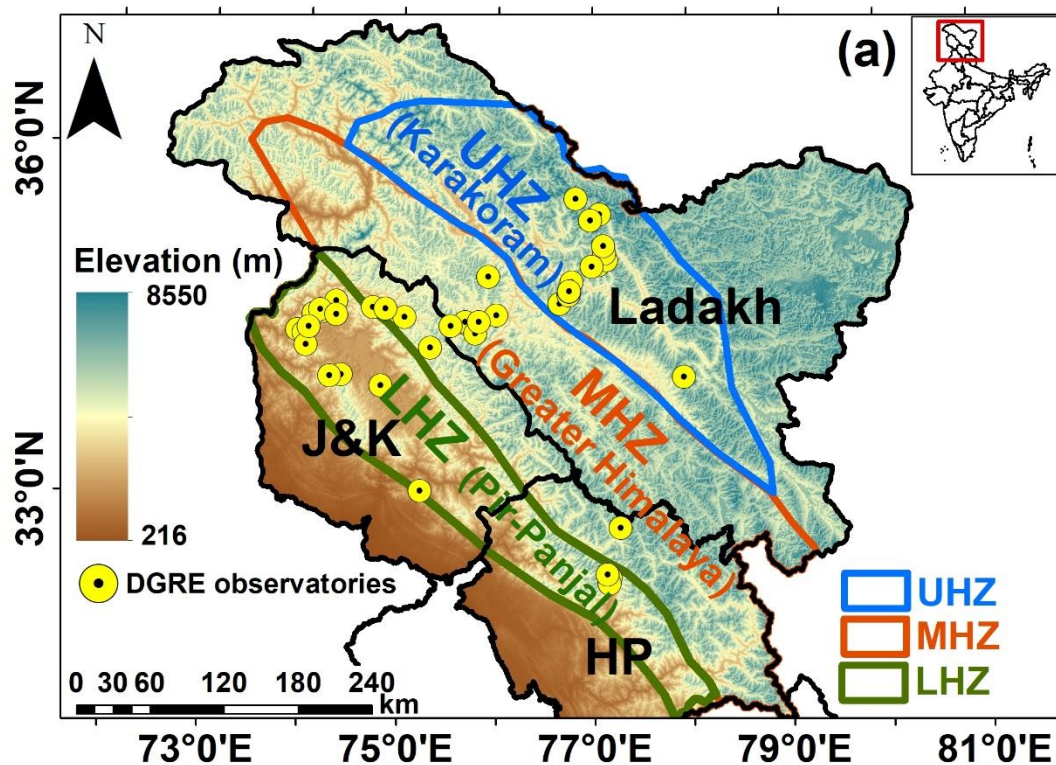 N
(a)
36°0'N
33°0'N
UHZ
(Karakoram)
Elevation (m)
8550
216
Ladakh
MHZ
(Greater Himalaya)
LHZ
(Pir-Panjal)
J&K
HP
DGRE observatories
UHZ
MHZ
LHZ
0 30 60 120 180 240
km
73°0'E 75°0'E 77°0'E 79°0'E 81°0'E